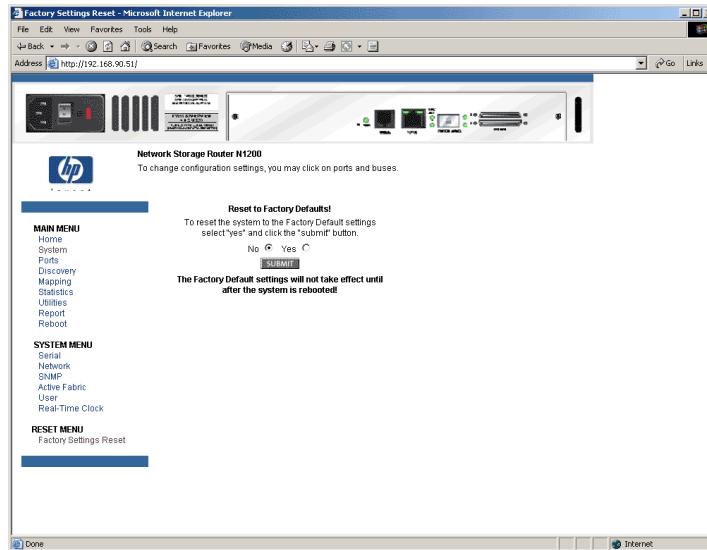 Factory Settings Reset - Microsoft Internet Explorer
File Edit View Favorites Tools Help
Back Search Favorites Media
Address http://192.168.90.51/ Go Links
hp
invent
Network Storage Router N1200
To change configuration settings, you may click on ports and buses.
Reset to Factory Defaults!
To reset the system to the Factory Default settings
select "yes" and click the "submit" button.
No Yes
SUBMIT
The Factory Default settings will not take effect until
after the system is rebooted!
MAIN MENU
Home
System
Ports
Discovery
Mapping
Statistics
Utilities
Report
Reboot
SYSTEM MENU
Serial
Network
SNMP
Active Fabric
User
Real-Time Clock
RESET MENU
Factory Settings Reset
Done Internet